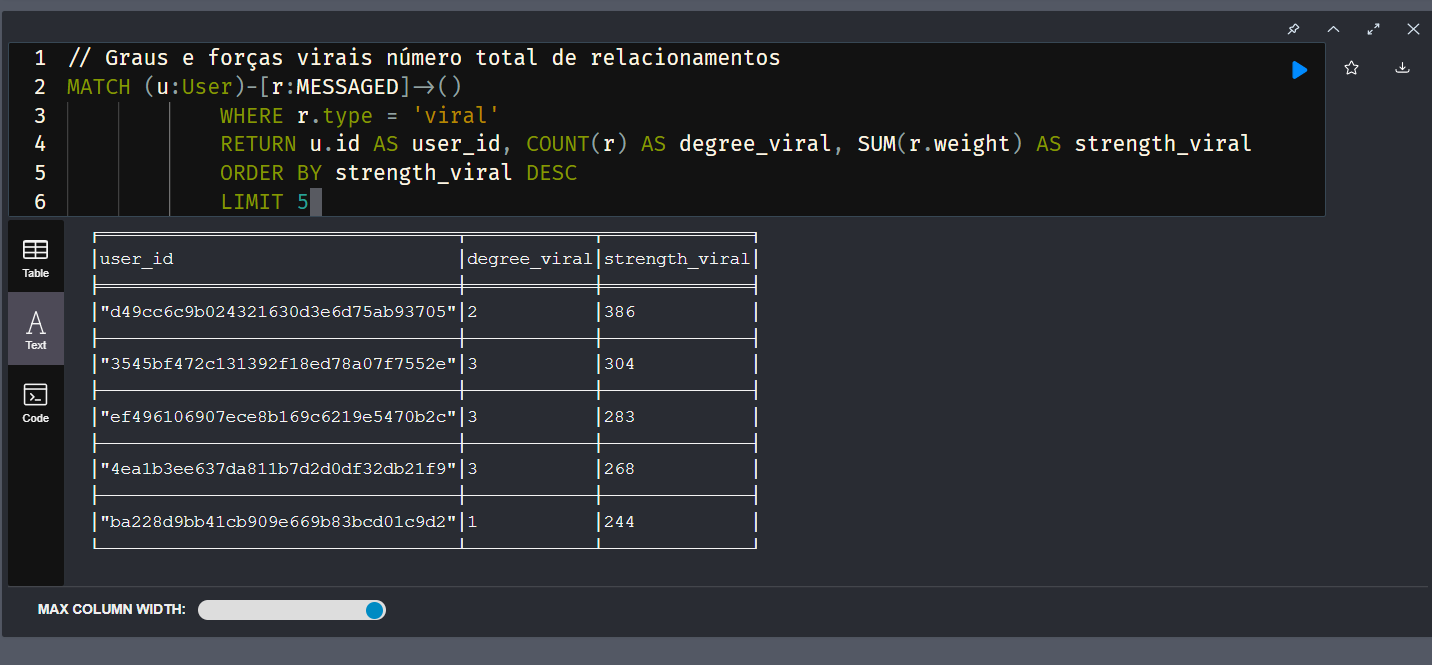 1 // Graus e forças virais número total de relacionamentos
2 MATCH (u:User)-[r:MESSAGED]->()
3 WHERE r.type = 'viral'
4 RETURN u.id AS user_id, COUNT(r) AS degree_viral, SUM(r.weight) AS strength_viral
5 ORDER BY strength_viral DESC
6 LIMIT 5
Table
Text
Code
user_id degree_viral strength_viral
"d49cc6c9b024321630d3e6d75ab93705" 2 386
"3545bf472c131392f18ed78a07f7552e" 3 304
"ef496106907ece8b169c6219e5470b2c" 3 283
"4ea1b3ee637da811b7d2d0df32db21f9" 3 268
"ba228d9bb41cb909e669b83bcd01c9d2" 1 244
MAX COLUMN WIDTH: